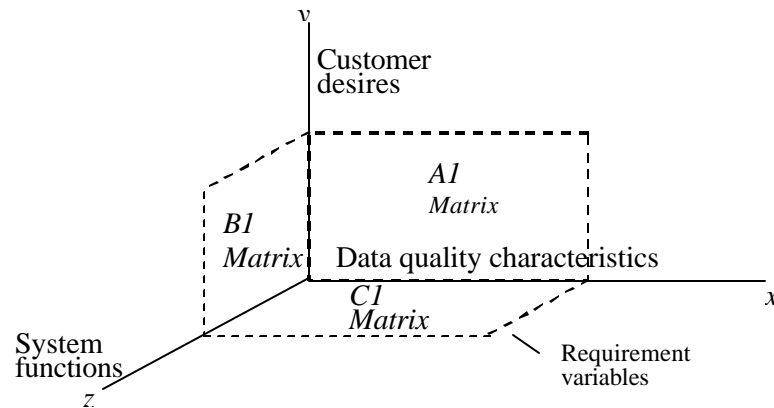 y
Customer
desires
A1
Matrix
B1
Matrix
Data quality characteristics
x
C1
Matrix
System
functions
z
Requirement
variables